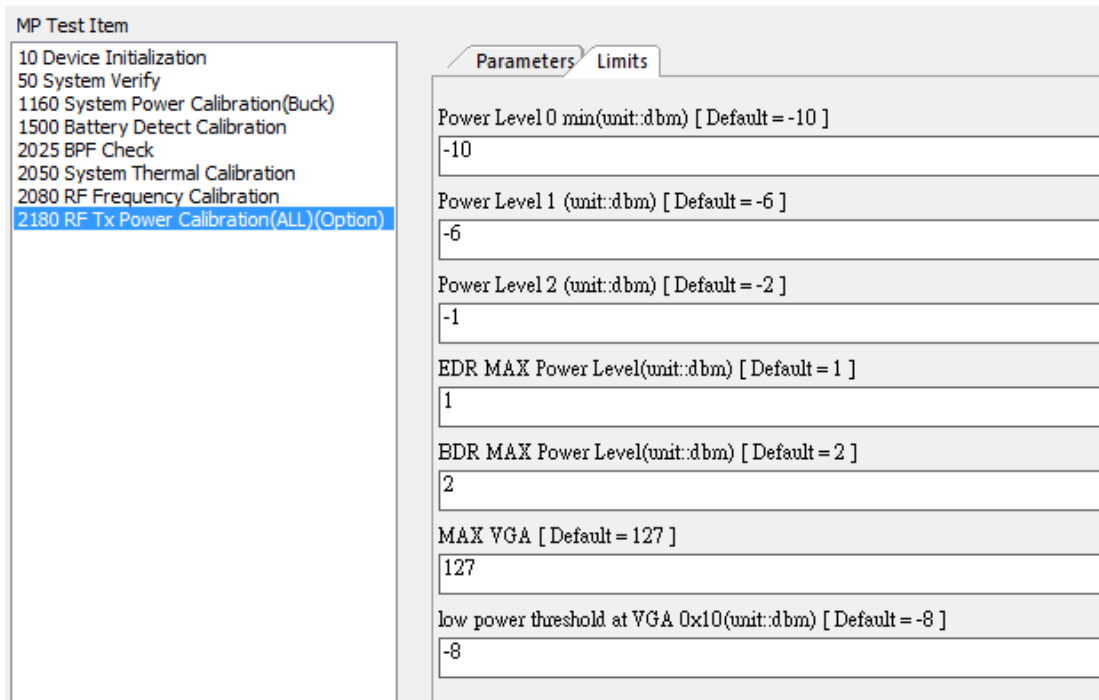 MP Test Item
10 Device Initialization
50 System Verify
1160 System Power Calibration(Buck)
1500 Battery Detect Calibration
2025 BPF Check
2050 System Thermal Calibration
2080 RF Frequency Calibration
2180 RF Tx Power Calibration(ALL)(Option)
Parameters Limits
Power Level 0 min(unit::dbm) [ Default = -10 ]
-10
Power Level 1 (unit::dbm) [ Default = -6 ]
-6
Power Level 2 (unit::dbm) [ Default = -2 ]
-1
EDR MAX Power Level(unit::dbm) [ Default = 1 ]
1
BDR MAX Power Level(unit::dbm) [ Default = 2 ]
2
MAX VGA [ Default = 127 ]
127
low power threshold at VGA 0x10(unit::dbm) [ Default = -8 ]
-8